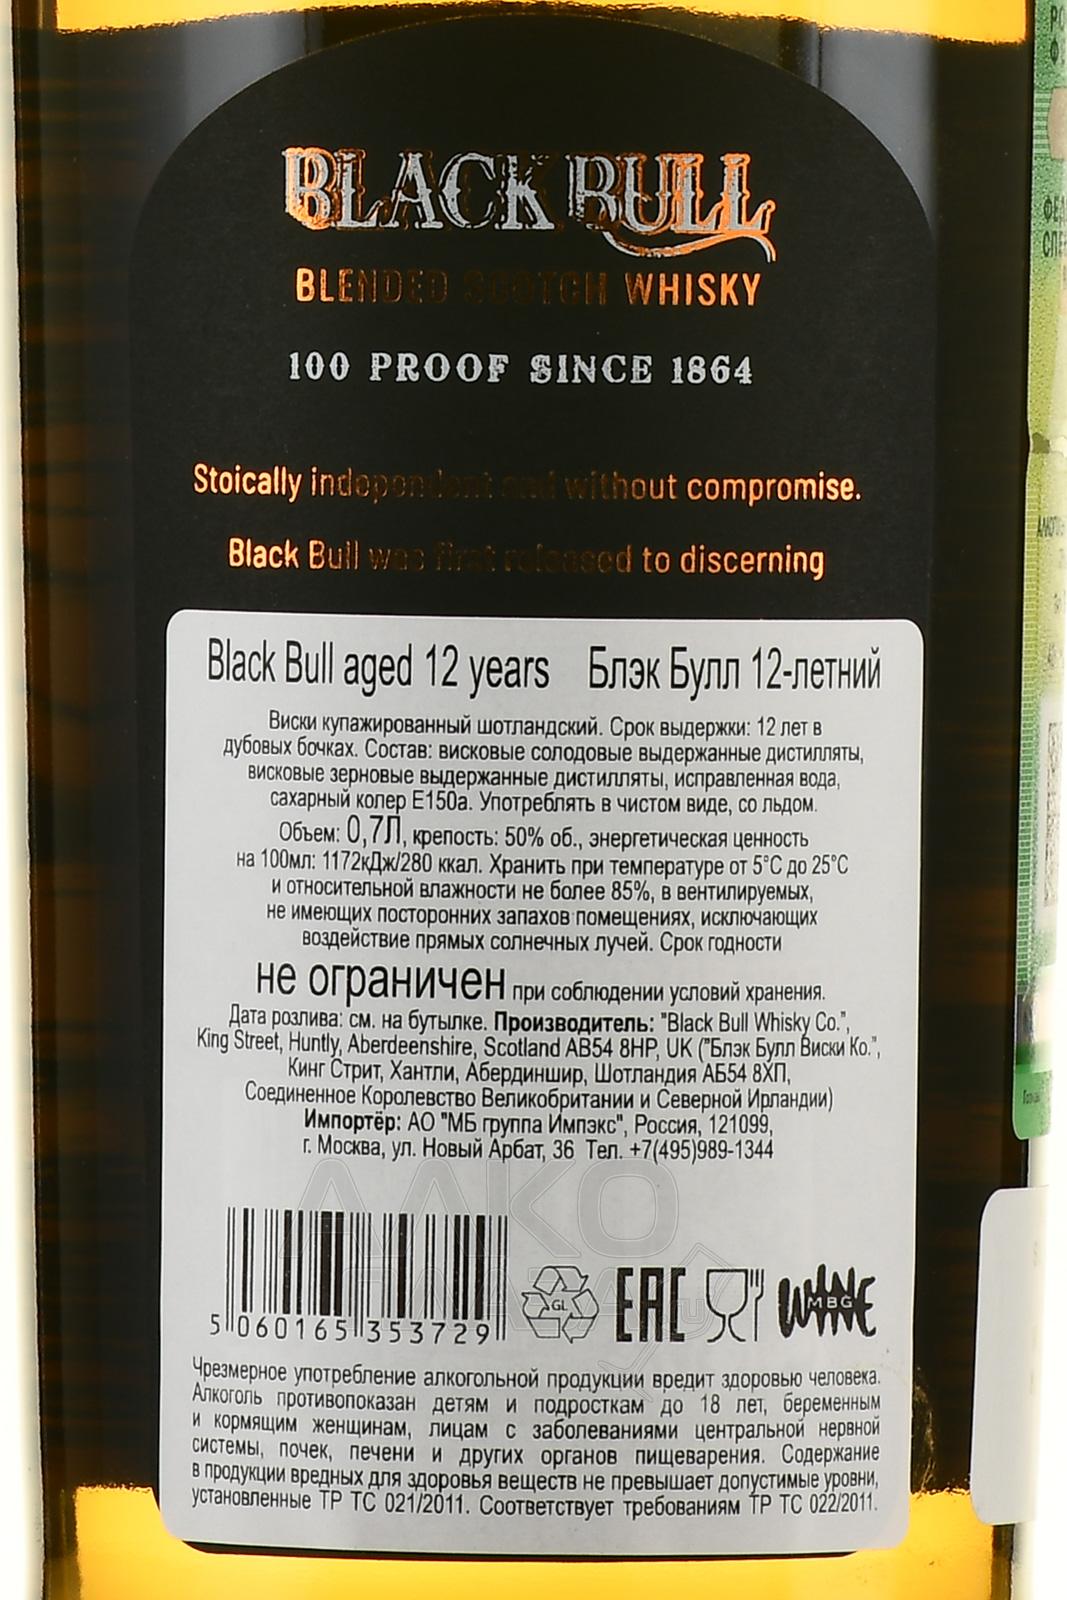 BLACK BULL
BLENDED SCOTCH WHISKY
100 PROOF SINCE 1864
Stoically independent and without compromise.
Black Bull was first released to discerning
Black Bull aged 12 years Блэк Булл 12-летний
Виски купажированный шотландский. Срок выдержки: 12 лет в
дубовых бочках. Состав: висковые солодовые выдержанные дистилляты,
висковые зерновые выдержанные дистилляты, исправленная вода,
сахарный колер Е150а. Употреблять в чистом виде, со льдом.
Объем: 0,7Л, крепость: 50% об., энергетическая ценность
на 100мл: 1172кДж/280 ккал. Хранить при температуре от 5°С до 25°С
и относительной влажности не более 85%, в вентилируемых,
не имеющих посторонних запахов помещениях, исключающих
воздействие прямых солнечных лучей. Срок годности
не ограничен при соблюдении условий хранения.
Дата розлива: см. на бутылке. Производитель: "Black Bull Whisky Co.",
King Street, Huntly, Aberdeenshire, Scotland AB54 8HP, UK ("Блэк Булл Виски Ко.",
Кинг Стрит, Хантли, Абердиншир, Шотландия АБ54 8ХП,
Соединенное Королевство Великобритании и Северной Ирландии)
Импортёр: АО "МБ группа Импэкс", Россия, 121099,
г. Москва, ул. Новый Арбат, 36 Тел. +7(495)989-1344
АЛКО
ПЛАЗА.ru
5 060165 353729
GL
EAC
WINE
MBG
Чрезмерное употребление алкогольной продукции вредит здоровью человека.
Алкоголь противопоказан детям и подросткам до 18 лет, беременным
и кормящим женщинам, лицам с заболеваниями центральной нервной
системы, почек, печени и других органов пищеварения. Содержание
в продукции вредных для здоровья веществ не превышает допустимые уровни,
установленные ТР ТС 021/2011. Соответствует требованиям ТР ТС 022/2011.